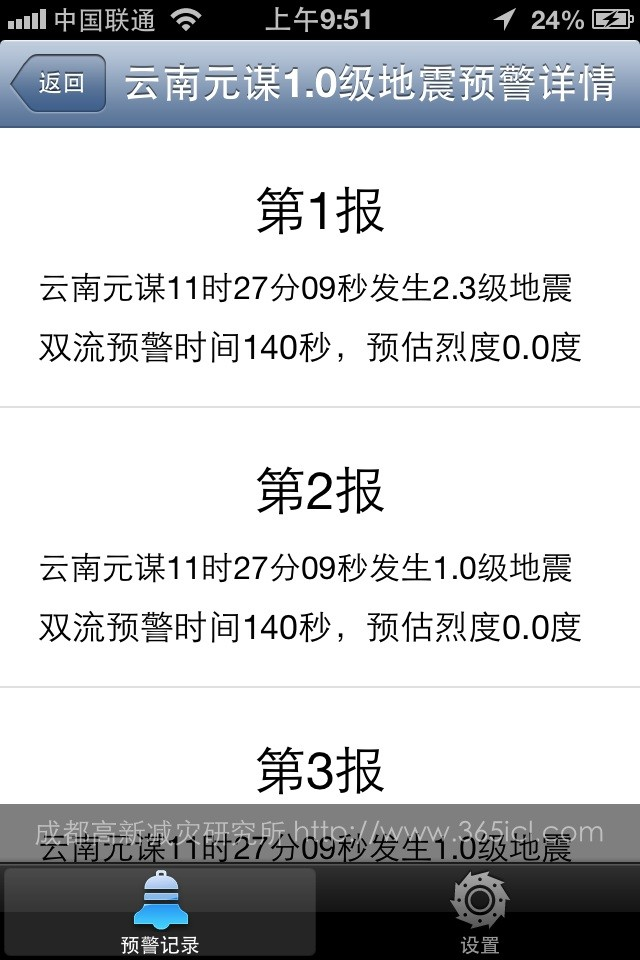 中国联通 上午9:51 24%
返回 云南元谋1.0级地震预警详情
第1报
云南元谋11时27分09秒发生2.3级地震
双流预警时间140秒，预估烈度0.0度
第2报
云南元谋11时27分09秒发生1.0级地震
双流预警时间140秒，预估烈度0.0度
第3报
成都高新减灾研究所 http://www.365icl.com
云南元谋11时27分09秒发生1.0级地震
预警记录 设置